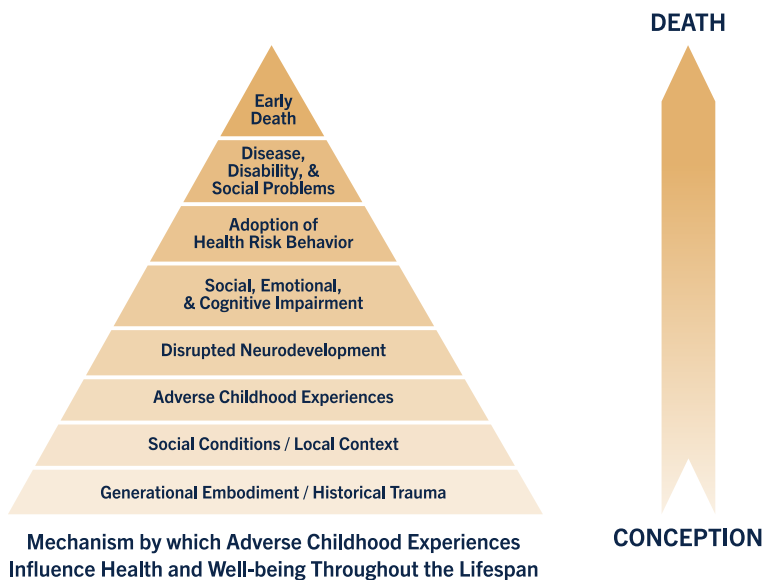 DEATH
Early
Death
Disease,
Disability, &
Social Problems
Adoption of
Health Risk Behavior
Social, Emotional,
& Cognitive Impairment
Disrupted Neurodevelopment
Adverse Childhood Experiences
Social Conditions / Local Context
Generational Embodiment / Historical Trauma
Mechanism by which Adverse Childhood Experiences
Influence Health and Well-being Throughout the Lifespan
CONCEPTION